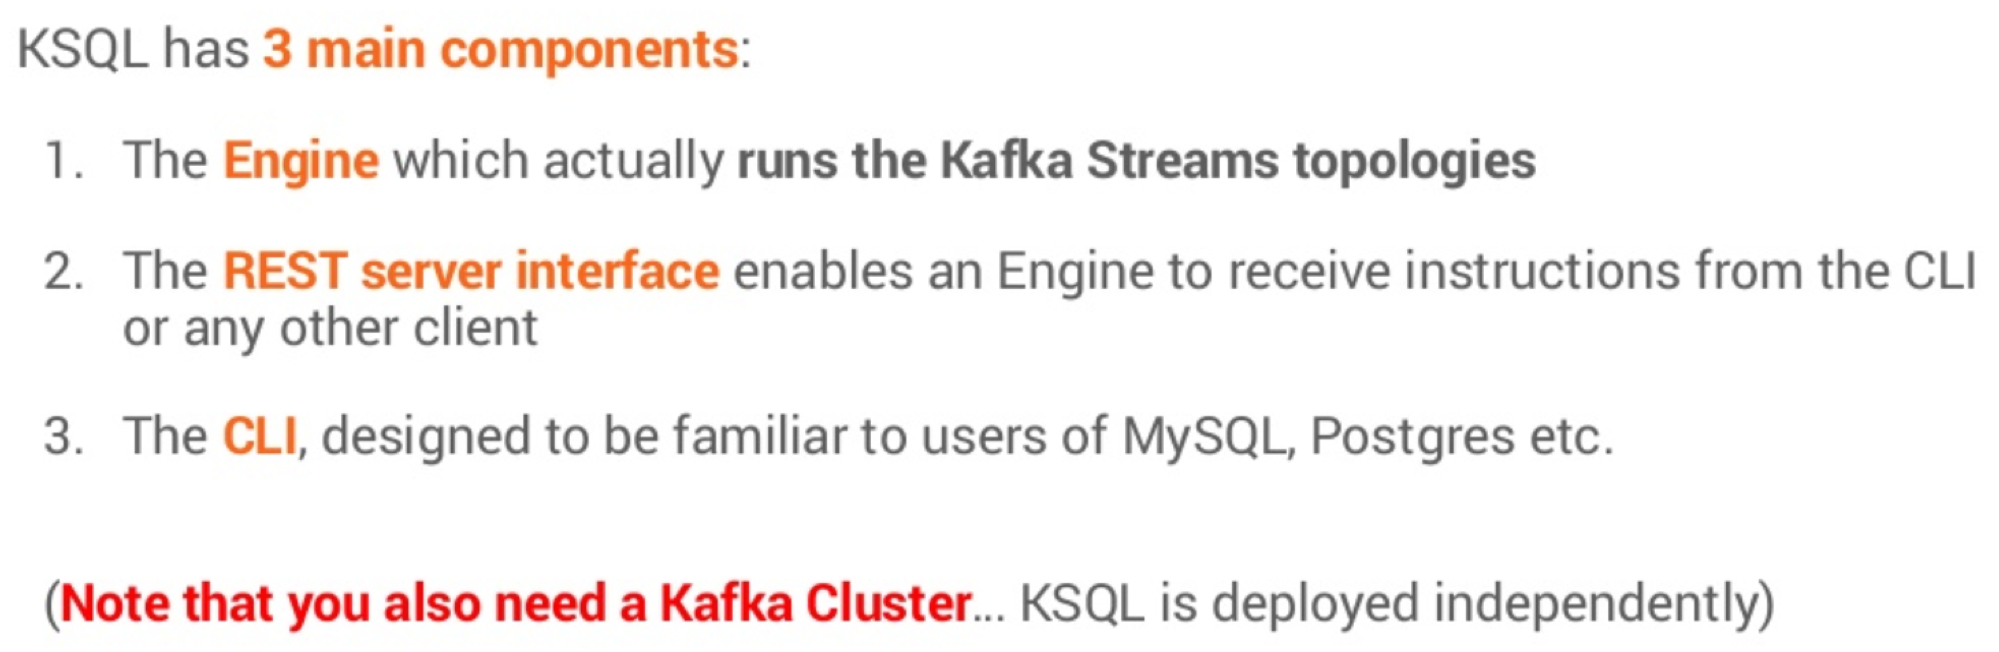 KSQL has 3 main components:
1. The Engine which actually runs the Kafka Streams topologies
2. The REST server interface enables an Engine to receive instructions from the CLI
or any other client
3. The CLI, designed to be familiar to users of MySQL, Postgres etc.
(Note that you also need a Kafka Cluster... KSQL is deployed independently)